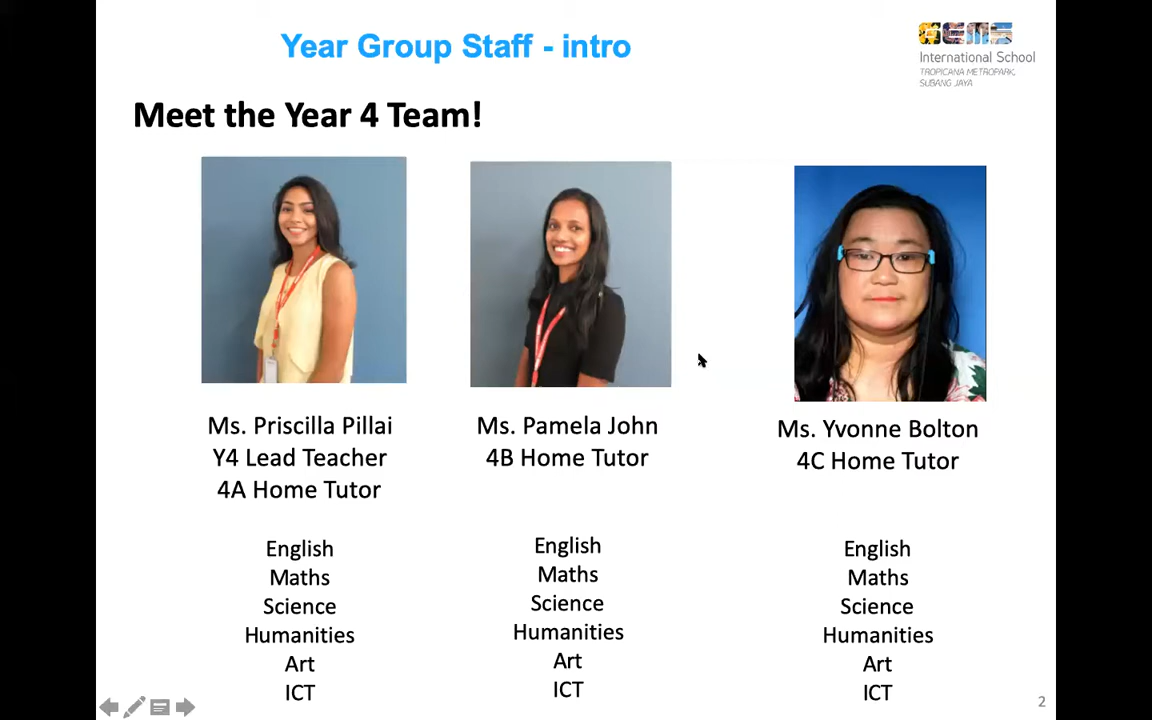 Year Group Staff - intro
GEMS
International School
TROPICANA METROPARK,
SUBANG JAYA
Meet the Year 4 Team!
Ms. Priscilla Pillai
Y4 Lead Teacher
4A Home Tutor
English
Maths
Science
Humanities
Art
ICT
Ms. Pamela John
4B Home Tutor
English
Maths
Science
Humanities
Art
ICT
Ms. Yvonne Bolton
4C Home Tutor
English
Maths
Science
Humanities
Art
ICT
2